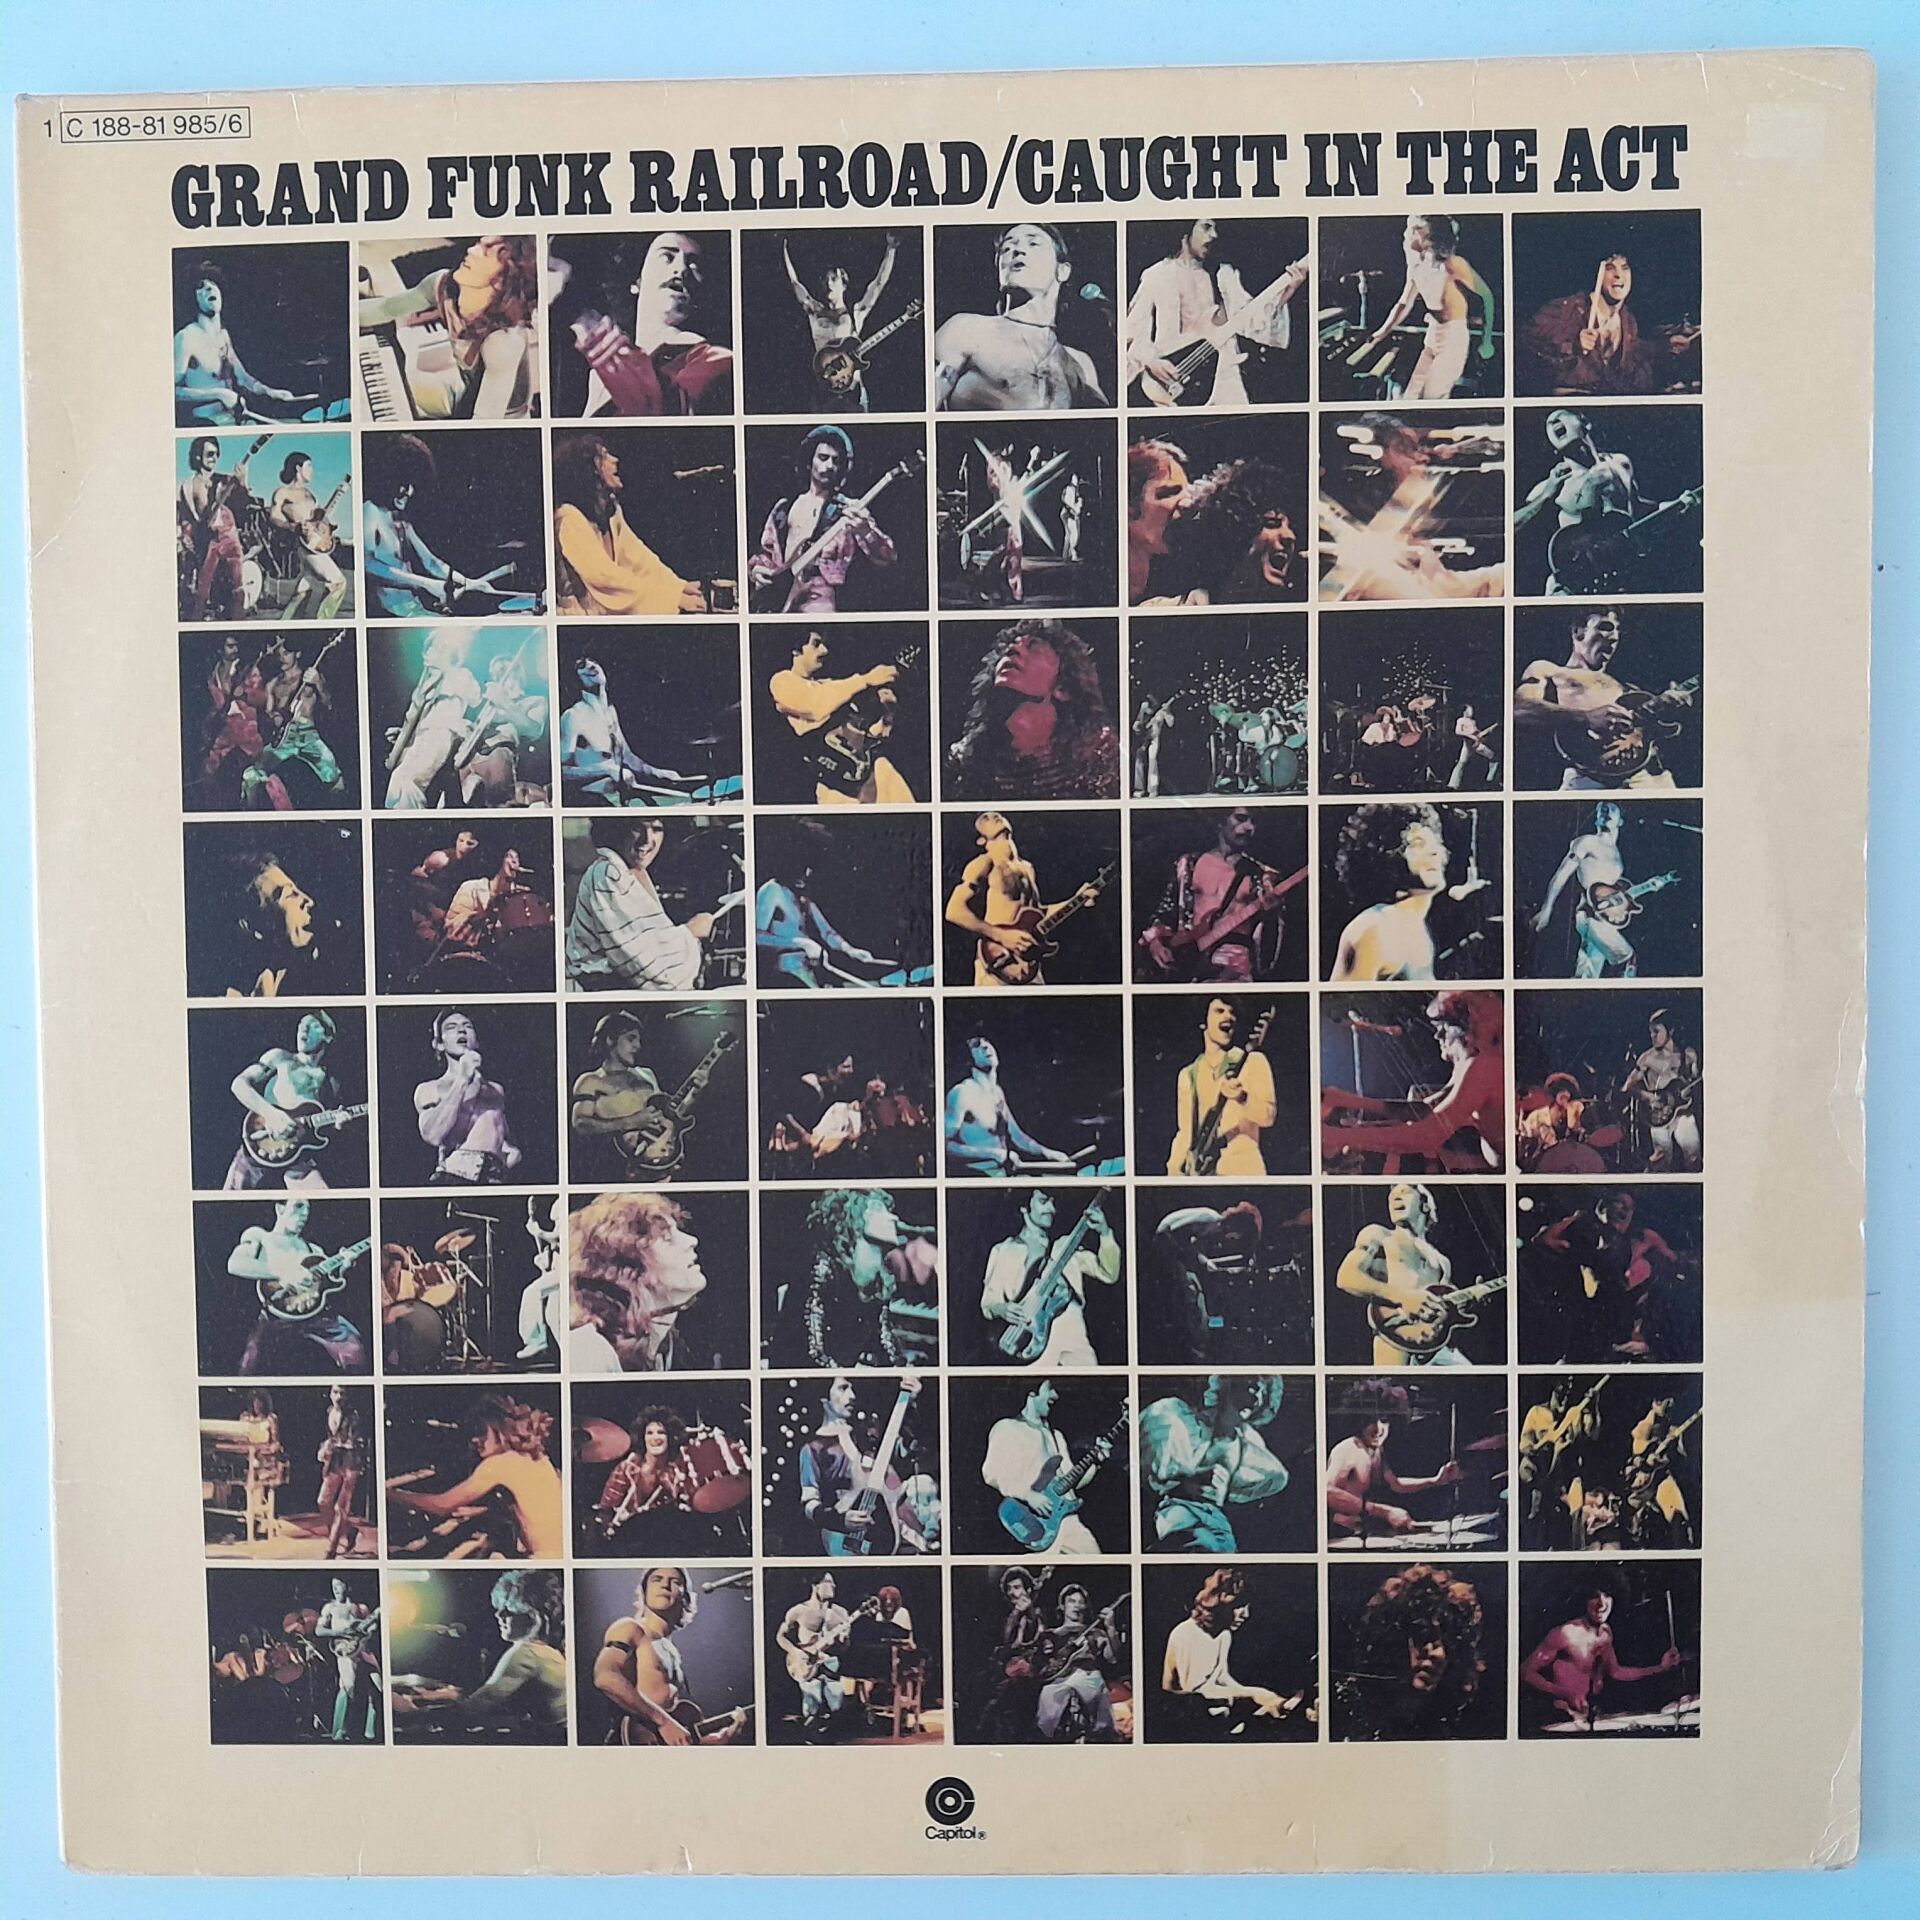 1 C 188-81 985/6
GRAND FUNK RAILROAD/CAUGHT IN THE ACT
Capitol®